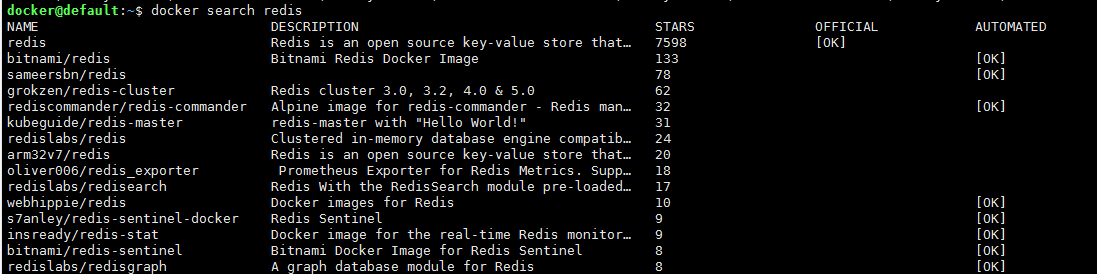 docker@default:~$ docker search redis
NAME DESCRIPTION STARS OFFICIAL AUTOMATED
redis Redis is an open source key-value store that… 7598 [OK]
bitnami/redis Bitnami Redis Docker Image 133 [OK]
sameersbn/redis 78 [OK]
grokzen/redis-cluster Redis cluster 3.0, 3.2, 4.0 & 5.0 62
rediscommander/redis-commander Alpine image for redis-commander - Redis man… 32 [OK]
kubeguide/redis-master redis-master with "Hello World!" 31
redislabs/redis Clustered in-memory database engine compatib… 24
arm32v7/redis Redis is an open source key-value store that… 20
oliver006/redis_exporter Prometheus Exporter for Redis Metrics. Supp… 18
redislabs/redisearch Redis With the RedisSearch module pre-loaded… 17
webhippie/redis Docker images for Redis 10 [OK]
s7anley/redis-sentinel-docker Redis Sentinel 9 [OK]
insready/redis-stat Docker image for the real-time Redis monitor… 9 [OK]
bitnami/redis-sentinel Bitnami Docker Image for Redis Sentinel 8 [OK]
redislabs/redisgraph A graph database module for Redis 8 [OK]